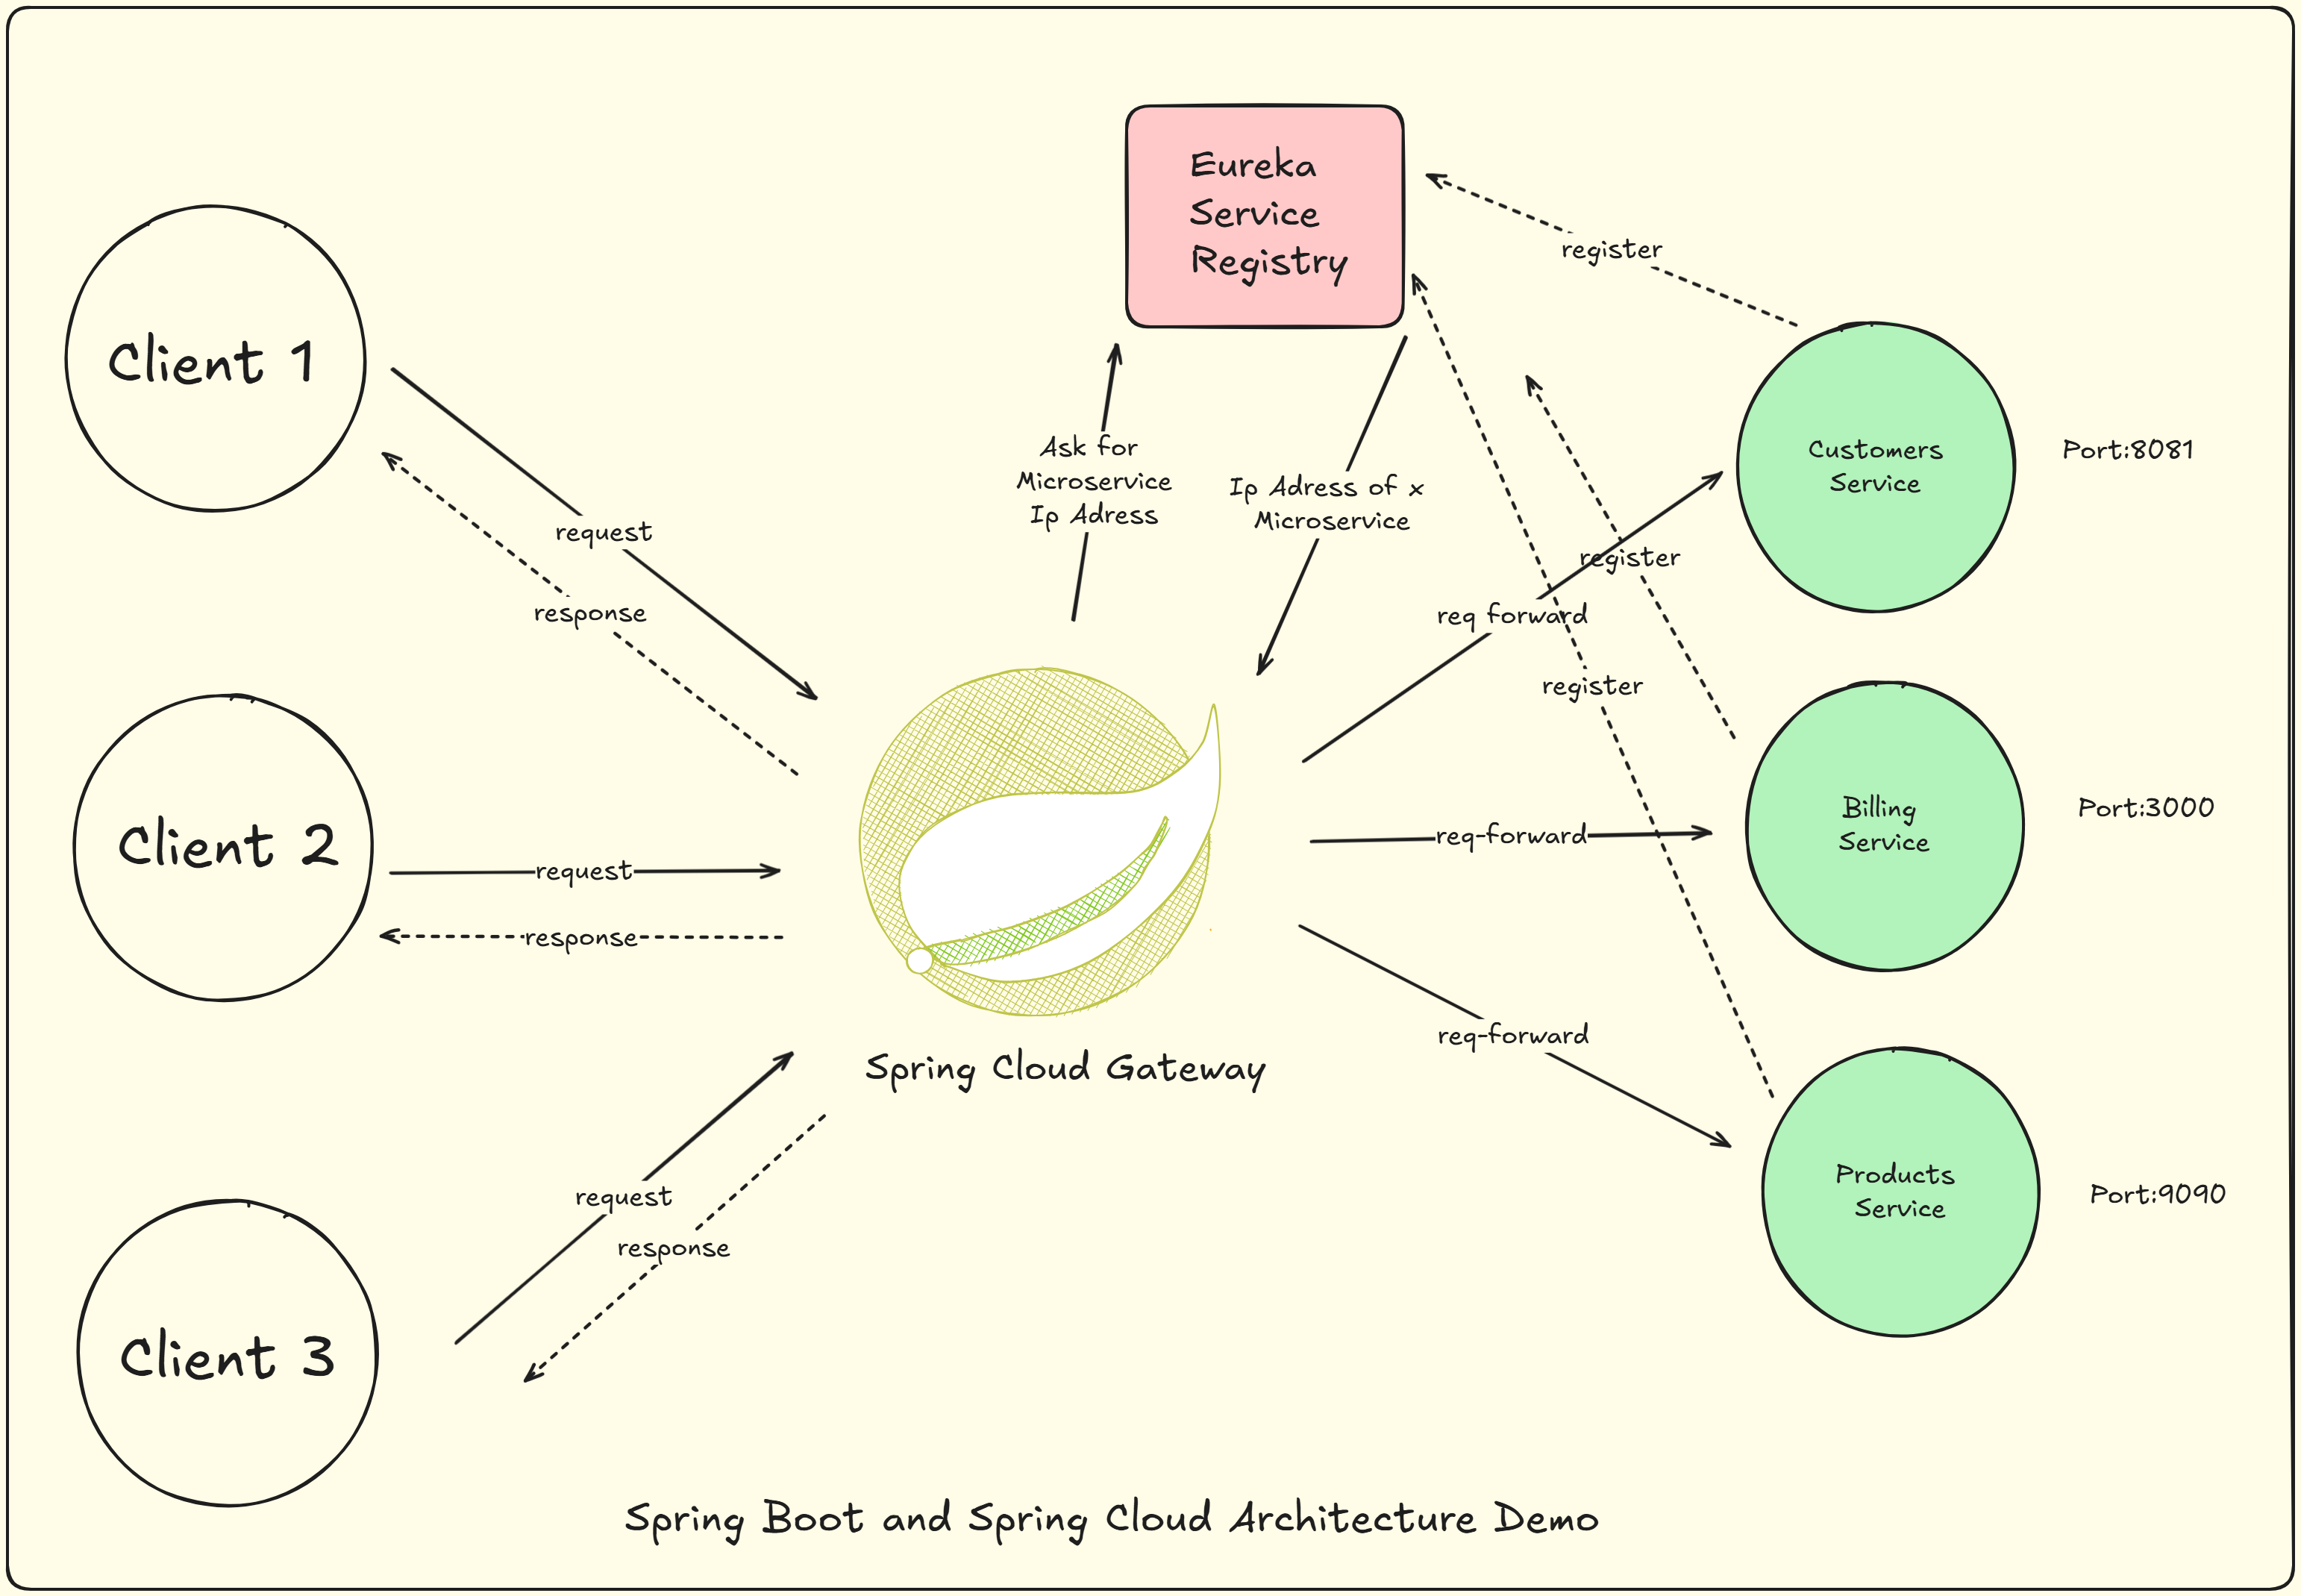 Eureka
Service
Registry
register
Client 1
Customers
Service
Port:8081
Ask for
Microservice
Ip Adress
Ip Adress of x
Microservice
request
response
register
req forward
register
Client 2
request
response
req-forward
Billing
Service
Port:3000
Spring Cloud Gateway
req-forward
Products
Service
Port:9090
request
response
Client 3
Spring Boot and Spring Cloud Architecture Demo